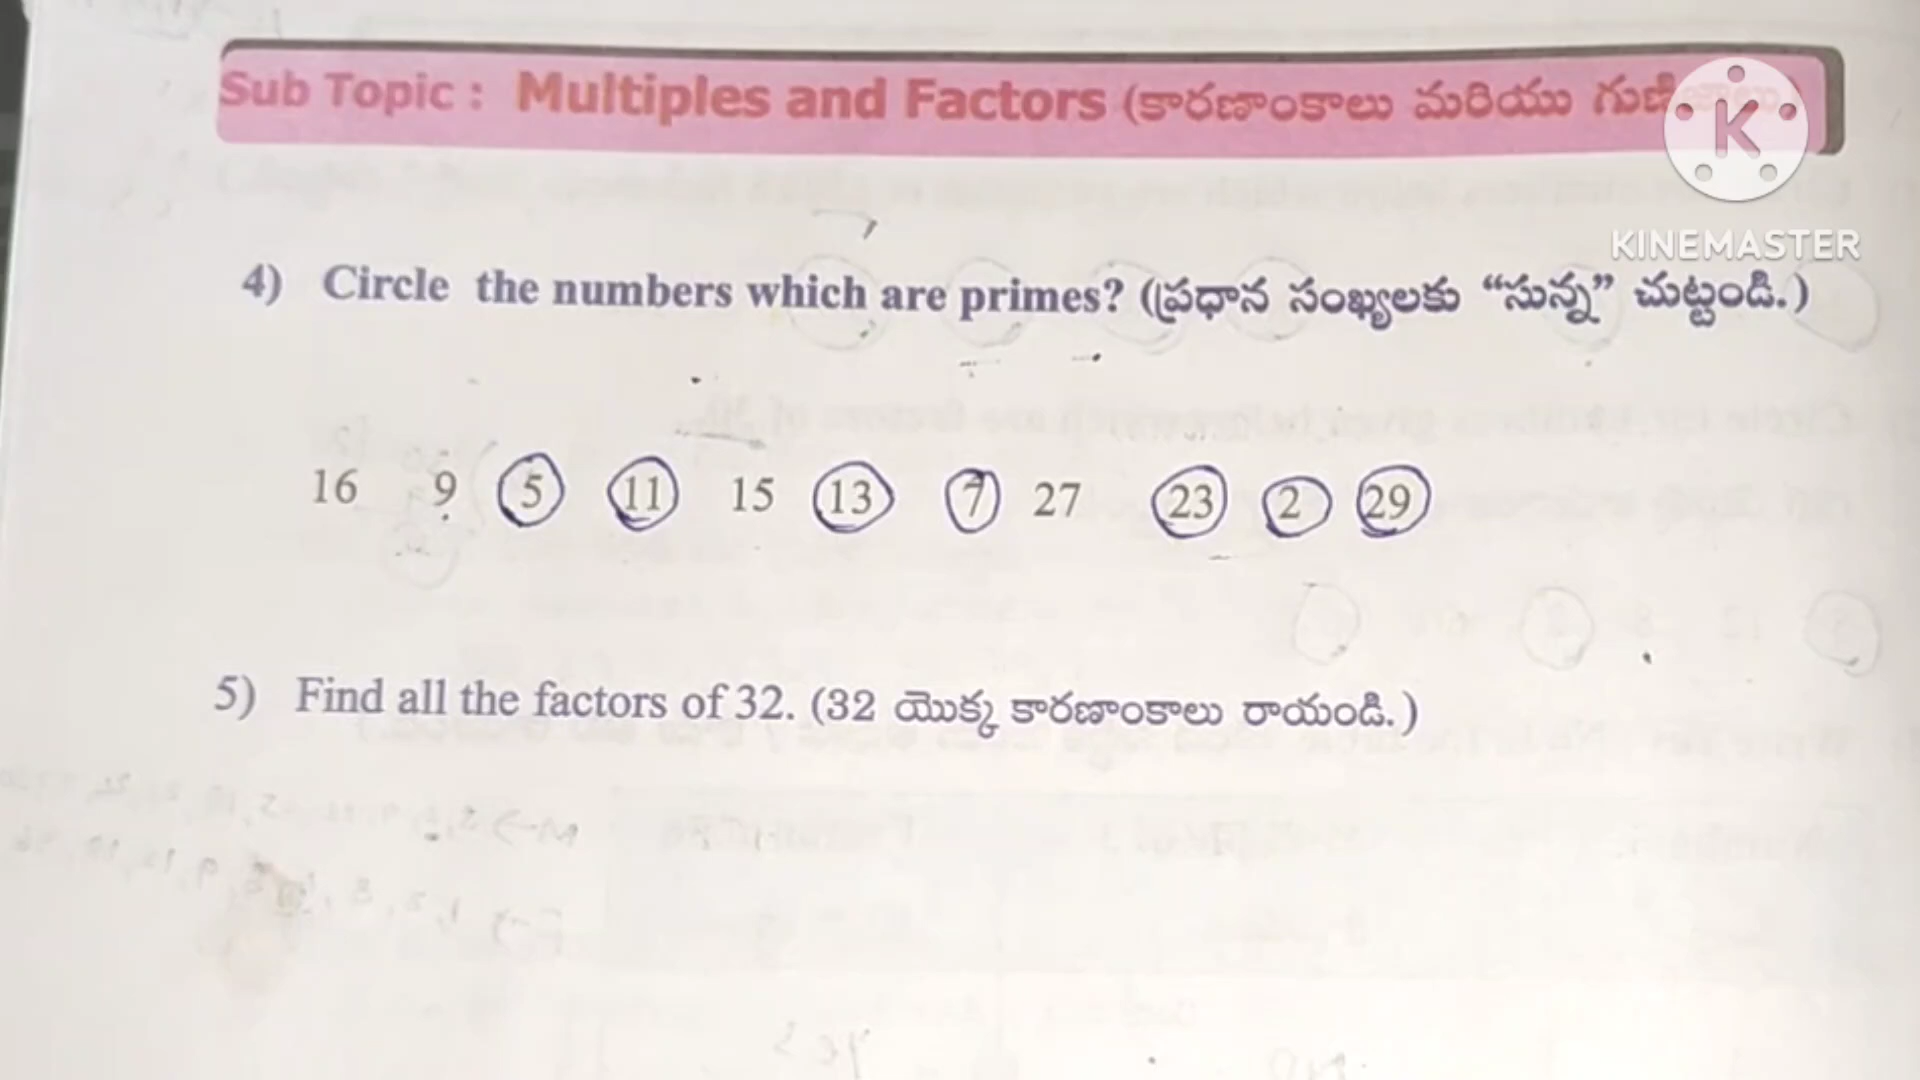 Sub Topic : Multiples and Factors (కారణాంకాలు మరియు
K
KINEMASTER
4) Circle the numbers which are primes? (ప్రధాన సంఖ్యలకు “సున్న” చుట్టండి.)
16 9 5 11 15 13 7 27 23 2 29
5) Find all the factors of 32. (32 యొక్క కారణాంకాలు రాయండి.)